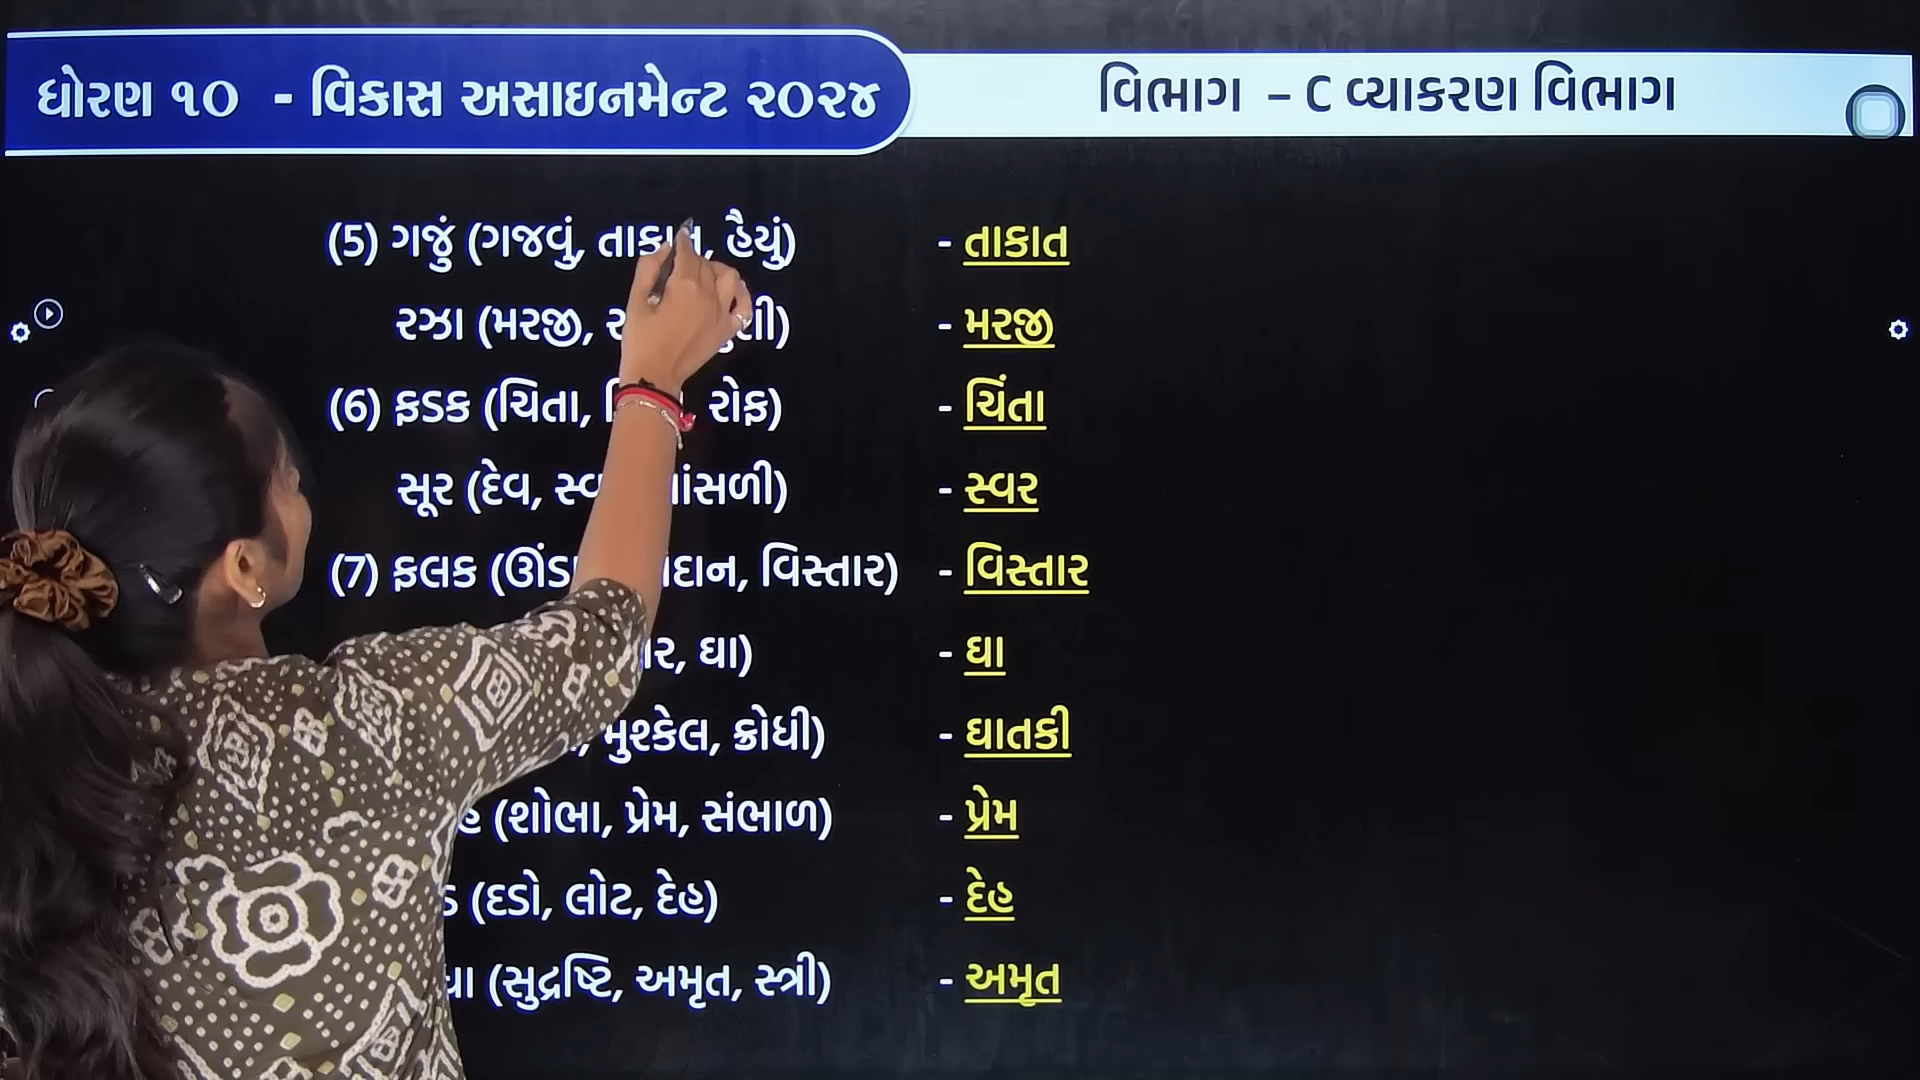 ધોરણ ૧૦ - વિકાસ અસાઇનમેન્ટ ૨૦૨૪
વિભાગ – C વ્યાકરણ વિભાગ
(5) ગજું (ગજવું, તાકાત, હૈયું) - તાકાત
રઝા (મરજી, - મરજી
(6) ફડક (ચિતા, રોફ) - ચિંતા
સૂર (દેવ, - સ્વર
(7) ફલક વિસ્તાર) - વિસ્તાર
ઘા) - ઘા
મુશ્કેલ, ક્રોધી) - ઘાતકી
(શોભા, પ્રેમ, સંભાળ) - પ્રેમ
(દડો, લોટ, દેહ) - દેહ
(સુદ્રષ્ટિ, અમૃત, સ્ત્રી) - અમૃત